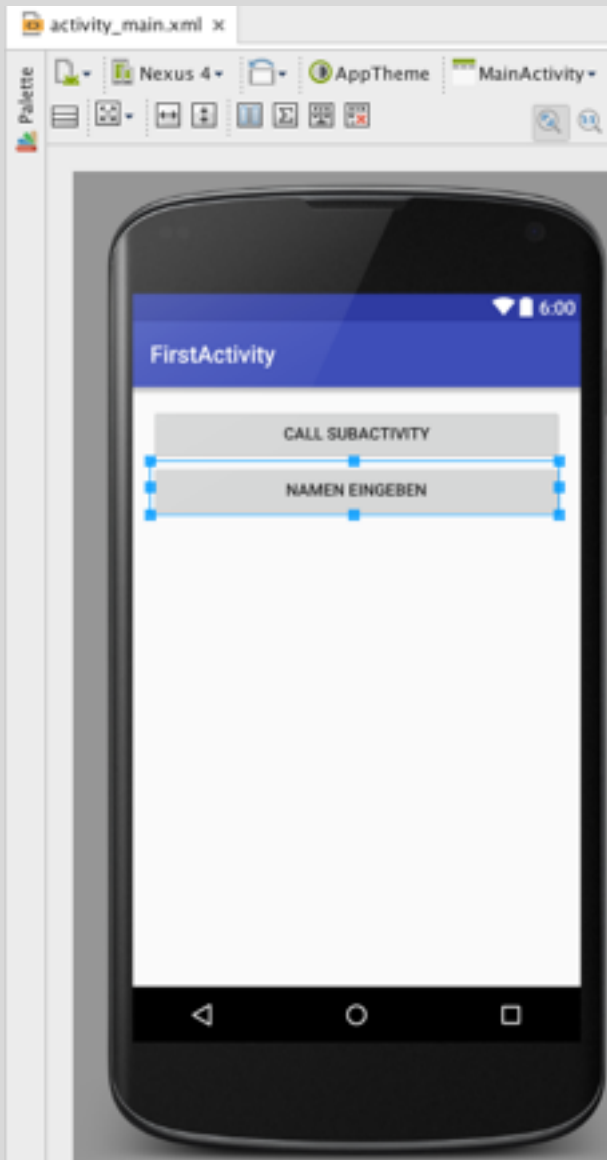 activity_main.xml ×
Palette
Nexus 4 AppTheme MainActivity
6:00
FirstActivity
CALL SUBACTIVITY
NAMEN EINGEBEN